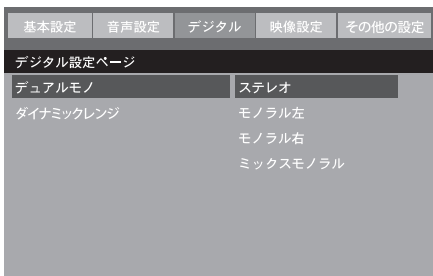 基本設定 音声設定 デジタル 映像設定 その他の設定
デジタル設定ページ
デュアルモノ ステレオ
ダイナミックレンジ モノラル左
モノラル右
ミックスモノラル